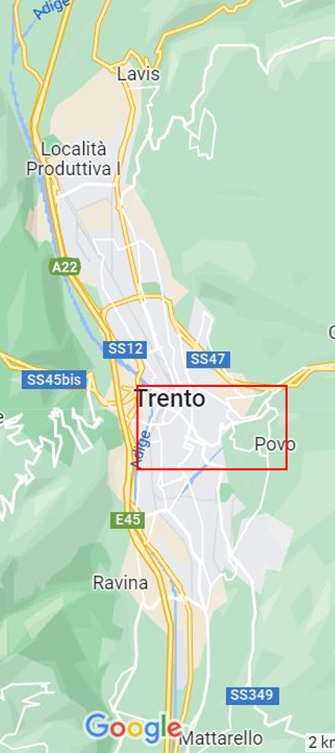 Adige
Lavis
Località
Produttiva I
A22
SS12
SS47
SS45bis
Trento
Adige
Povo
E45
Ravina
SS349
Google
Mattarello
2 km